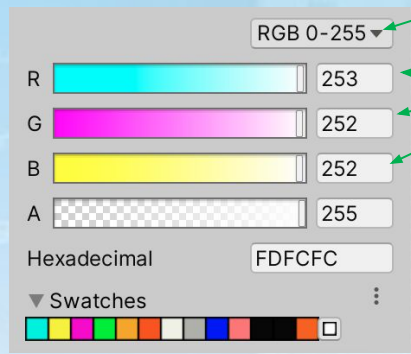 RGB 0-255
R 253
G 252
B 252
A 255
Hexadecimal FDFCFC
Swatches